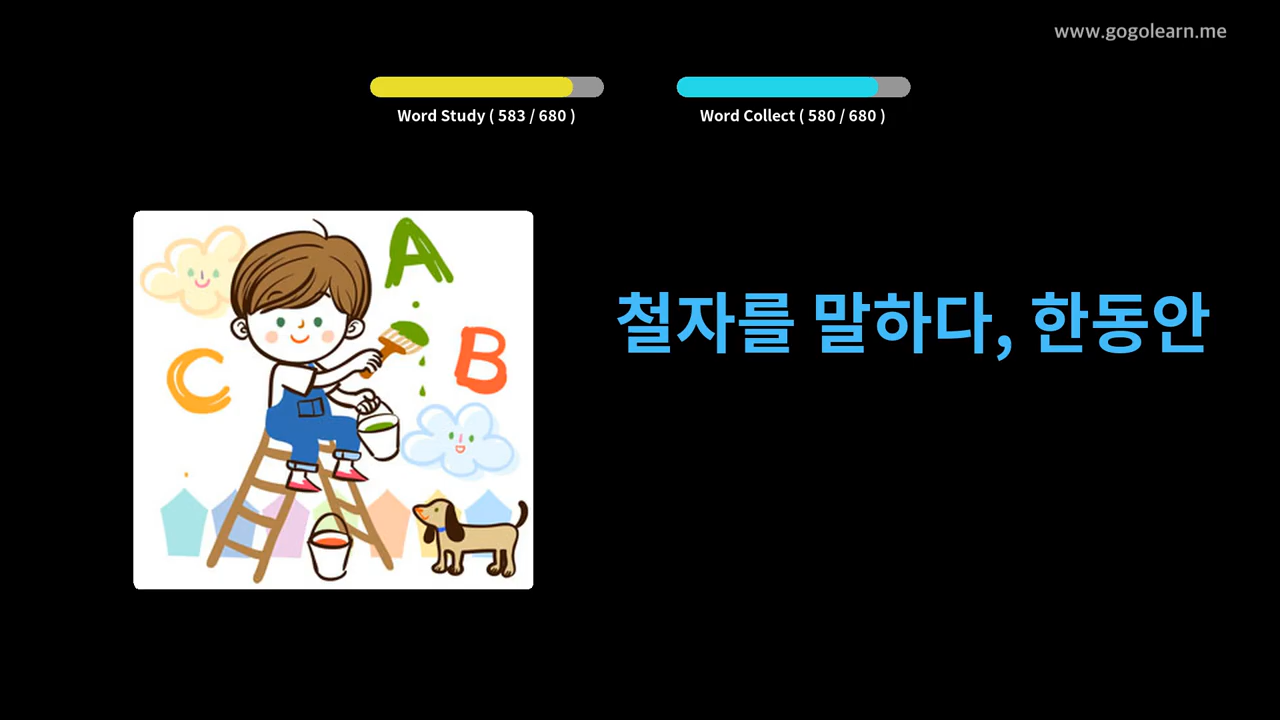 www.gogolearn.me
Word Study ( 583 / 680 )
Word Collect ( 580 / 680 )
A
B
C
철자를 말하다, 한동안